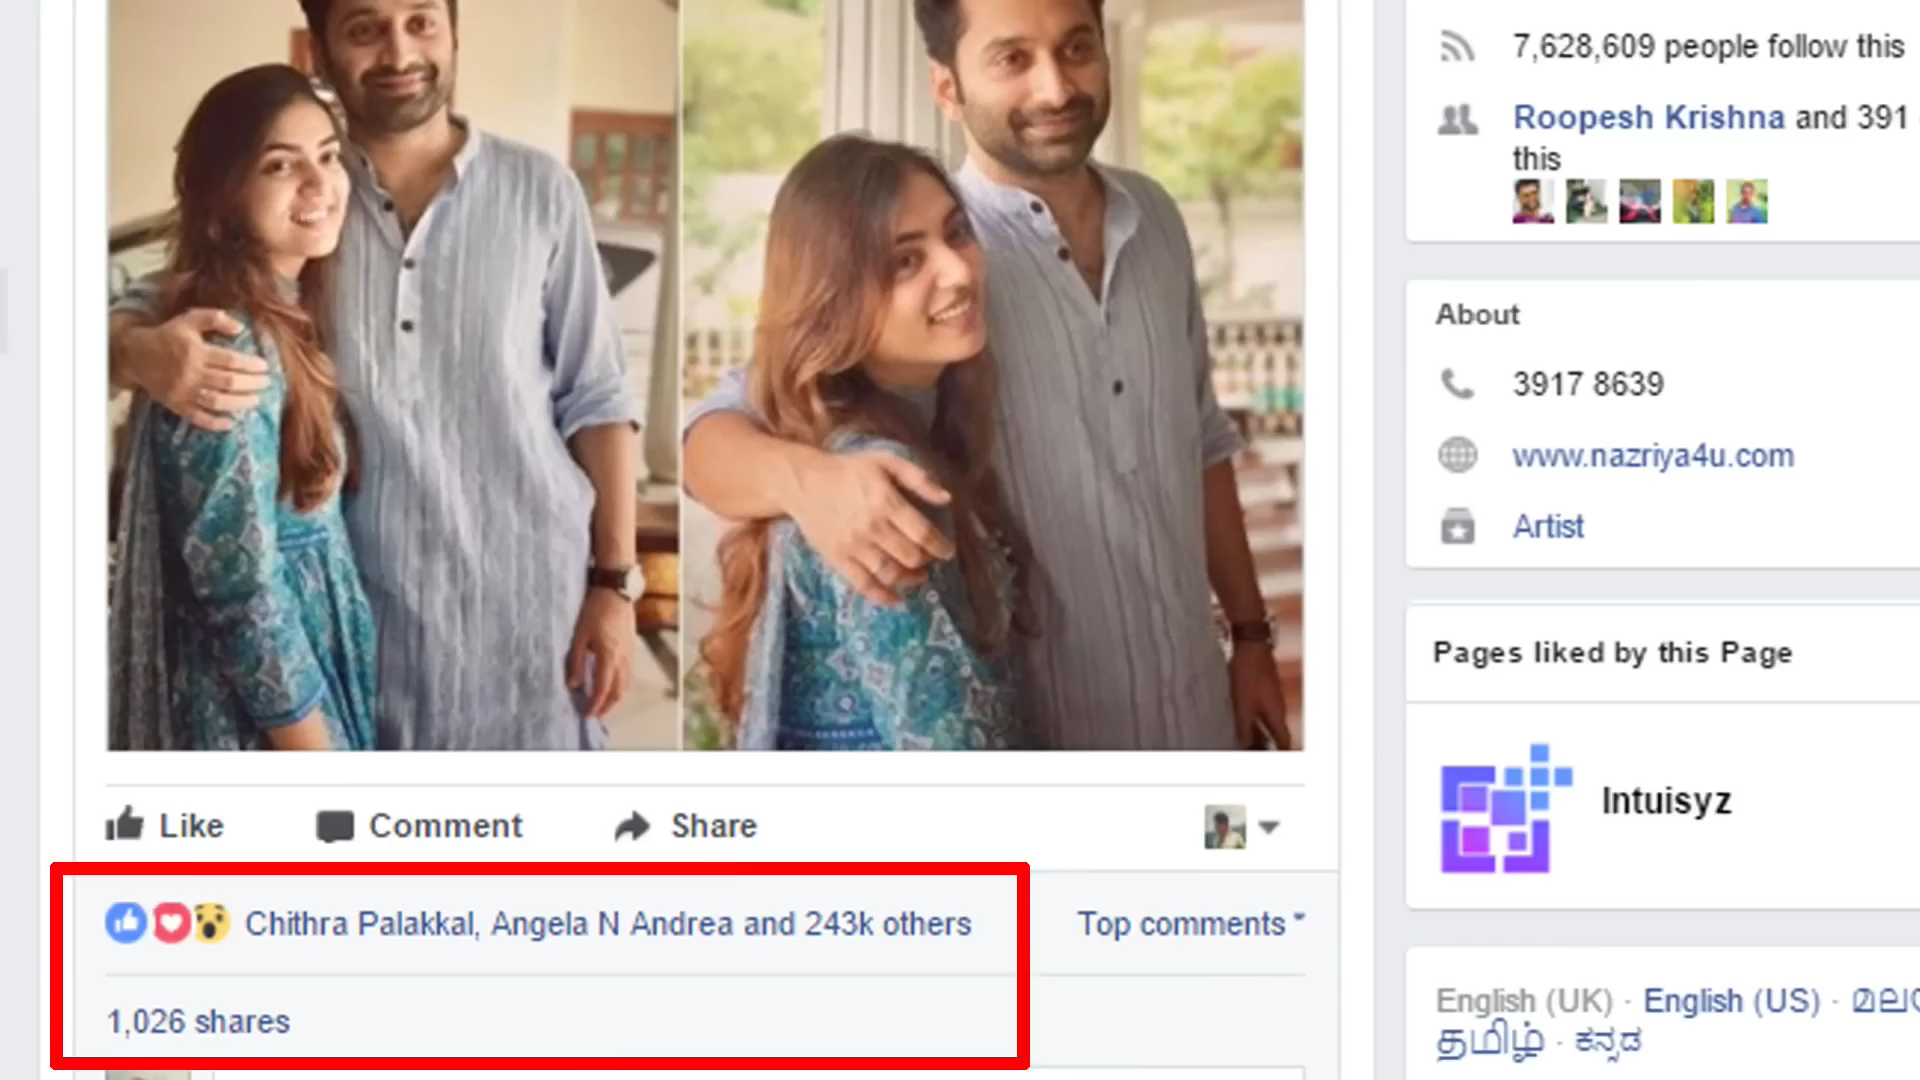 7,628,609 people follow this
Roopesh Krishna and 391
this
About
3917 8639
www.nazriya4u.com
Artist
Pages liked by this Page
Intuisyz
Like Comment Share
Chithra Palakkal, Angela N Andrea and 243k others
Top comments
1,026 shares
English (UK) · English (US) · മല
தமிழ் · ಕನ್ನಡ